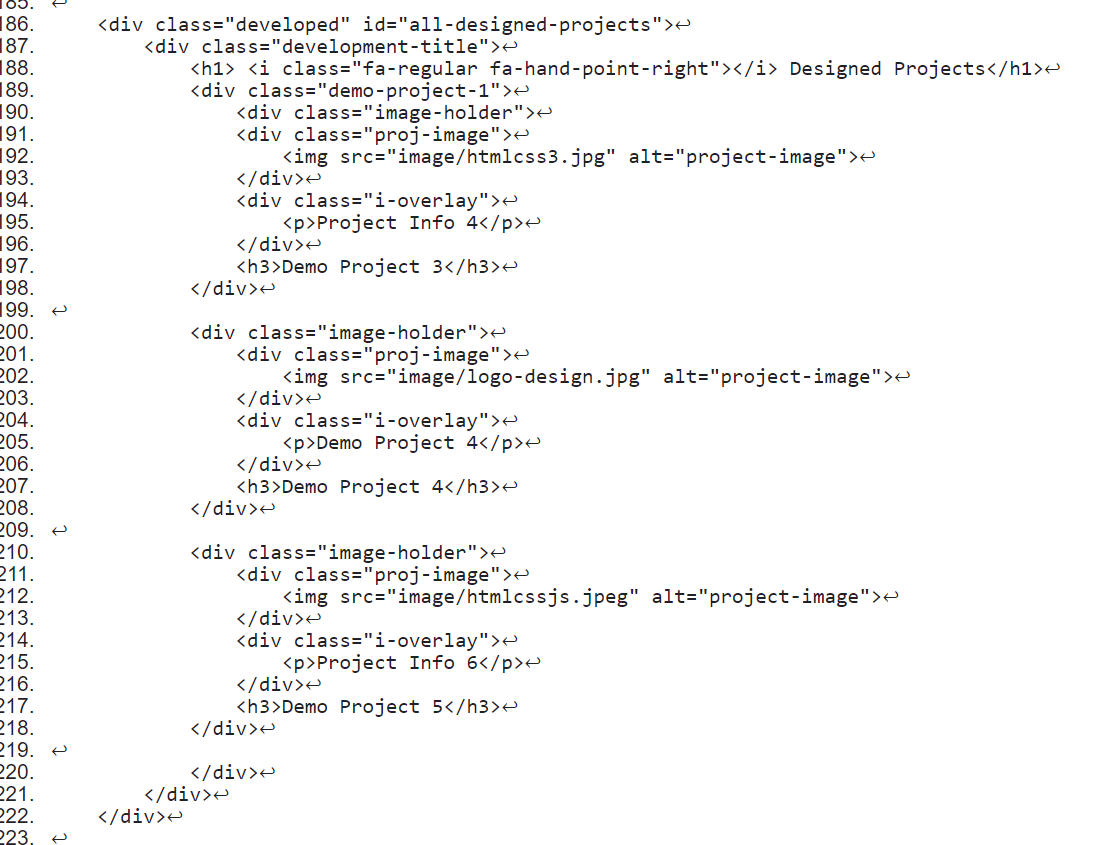 185. ↩
186.     <div class="developed" id="all-designed-projects">↩
187.         <div class="development-title">↩
188.             <h1> <i class="fa-regular fa-hand-point-right"></i> Designed Projects</h1>↩
189.             <div class="demo-project-1">↩
190.                 <div class="image-holder">↩
191.                 <div class="proj-image">↩
192.                     <img src="image/htmlcss3.jpg" alt="project-image">↩
193.                 </div>↩
194.                 <div class="i-overlay">↩
195.                     <p>Project Info 4</p>↩
196.                 </div>↩
197.                 <h3>Demo Project 3</h3>↩
198.             </div>↩
199. ↩
200.             <div class="image-holder">↩
201.                 <div class="proj-image">↩
202.                     <img src="image/logo-design.jpg" alt="project-image">↩
203.                 </div>↩
204.                 <div class="i-overlay">↩
205.                     <p>Demo Project 4</p>↩
206.                 </div>↩
207.                 <h3>Demo Project 4</h3>↩
208.             </div>↩
209. ↩
210.             <div class="image-holder">↩
211.                 <div class="proj-image">↩
212.                     <img src="image/htmlcssjs.jpeg" alt="project-image">↩
213.                 </div>↩
214.                 <div class="i-overlay">↩
215.                     <p>Project Info 6</p>↩
216.                 </div>↩
217.                 <h3>Demo Project 5</h3>↩
218.             </div>↩
219. ↩
220.             </div>↩
221.         </div>↩
222.     </div>↩
223. ↩